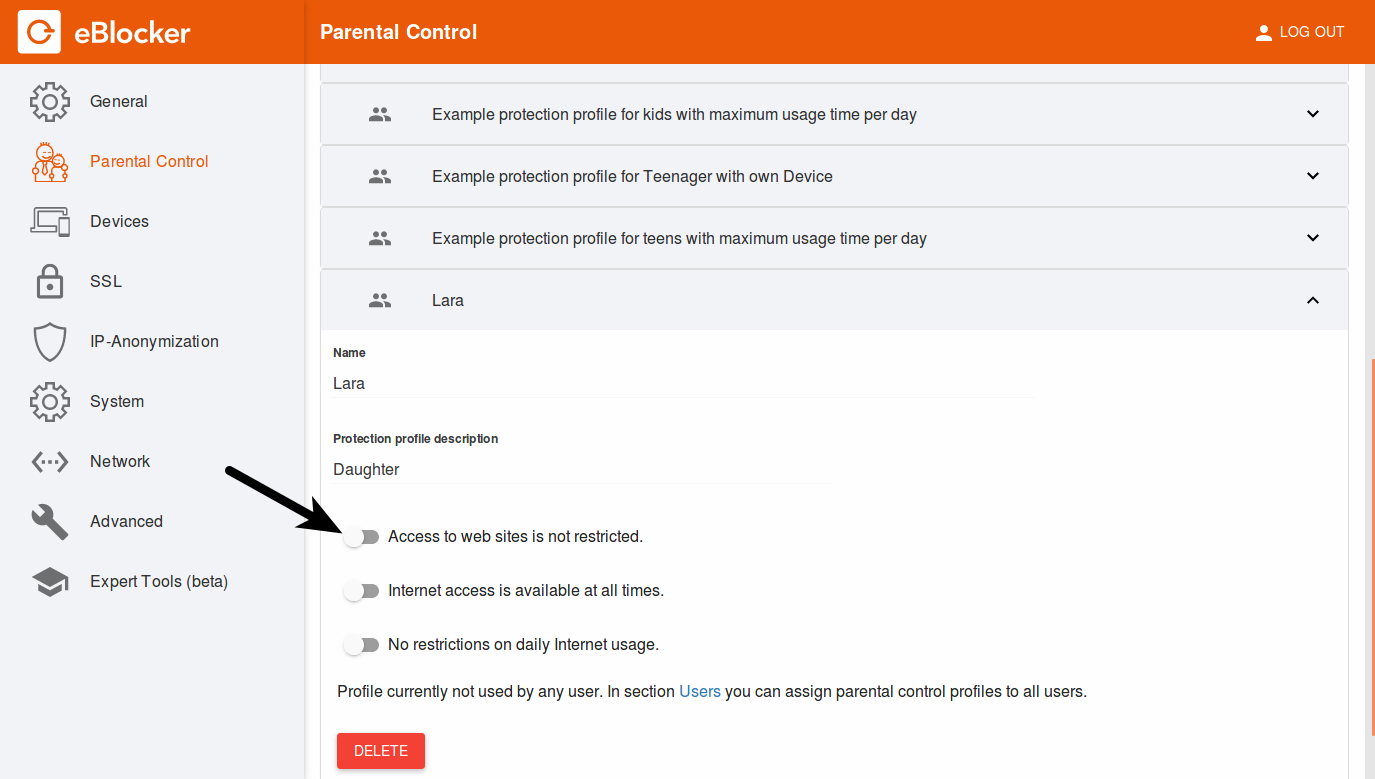 eBlocker
Parental Control
LOG OUT
General
Parental Control
Devices
SSL
IP-Anonymization
System
Network
Advanced
Expert Tools (beta)
Example protection profile for kids with maximum usage time per day
Example protection profile for Teenager with own Device
Example protection profile for teens with maximum usage time per day
Lara
Name
Lara
Protection profile description
Daughter
Access to web sites is not restricted.
Internet access is available at all times.
No restrictions on daily Internet usage.
Profile currently not used by any user. In section Users you can assign parental control profiles to all users.
DELETE